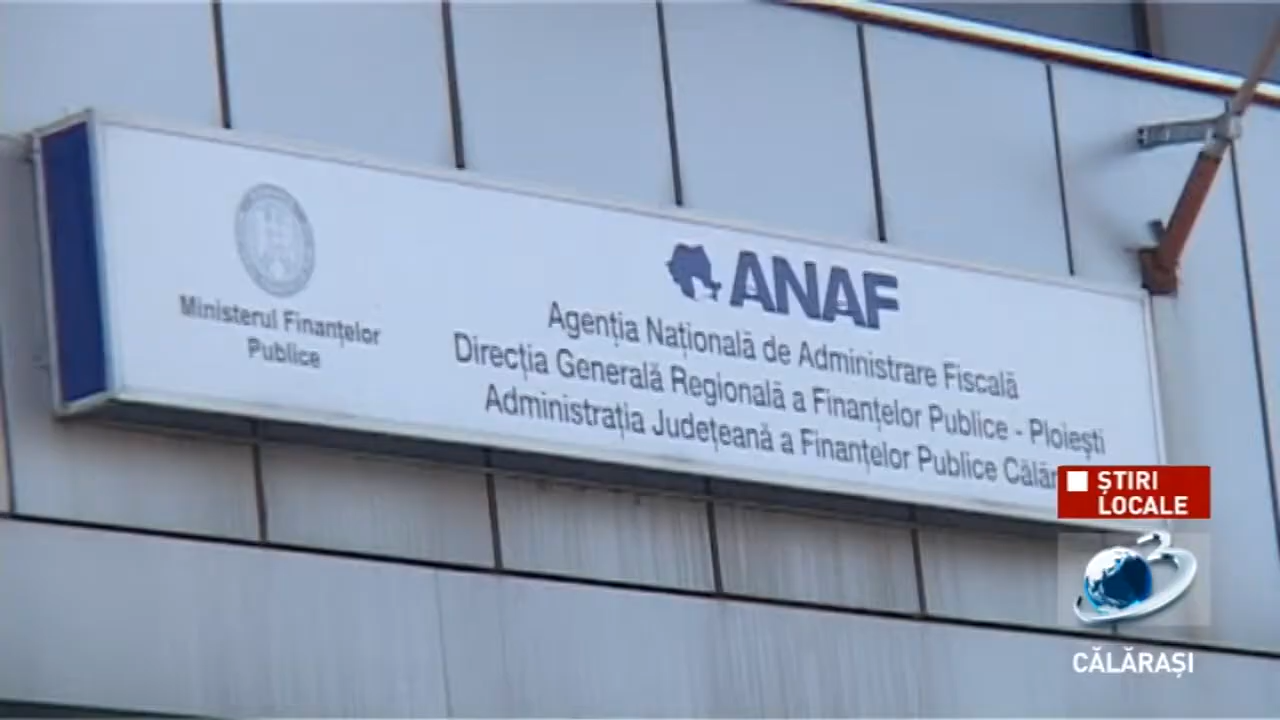 Ministerul Finanțelor
Publice
ANAF
Agenția Națională de Administrare Fiscală
Direcția Generală Regională a Finanțelor Publice - Ploiești
Administrația Județeană a Finanțelor Publice
ȘTIRI
LOCALE
3
CĂLĂRAȘI